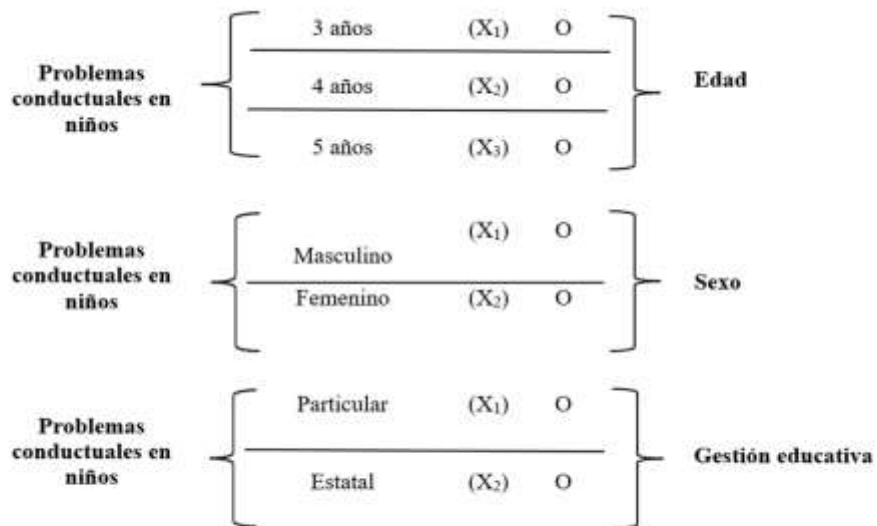 3 años (X₁) O
Problemas
conductuales en
niños
4 años (X₂) O
Edad
5 años (X₃) O
(X₁) O
Problemas
conductuales en
niños
Masculino
Sexo
Femenino (X₂) O
Particular (X₁) O
Problemas
conductuales en
niños
Gestión educativa
Estatal (X₂) O